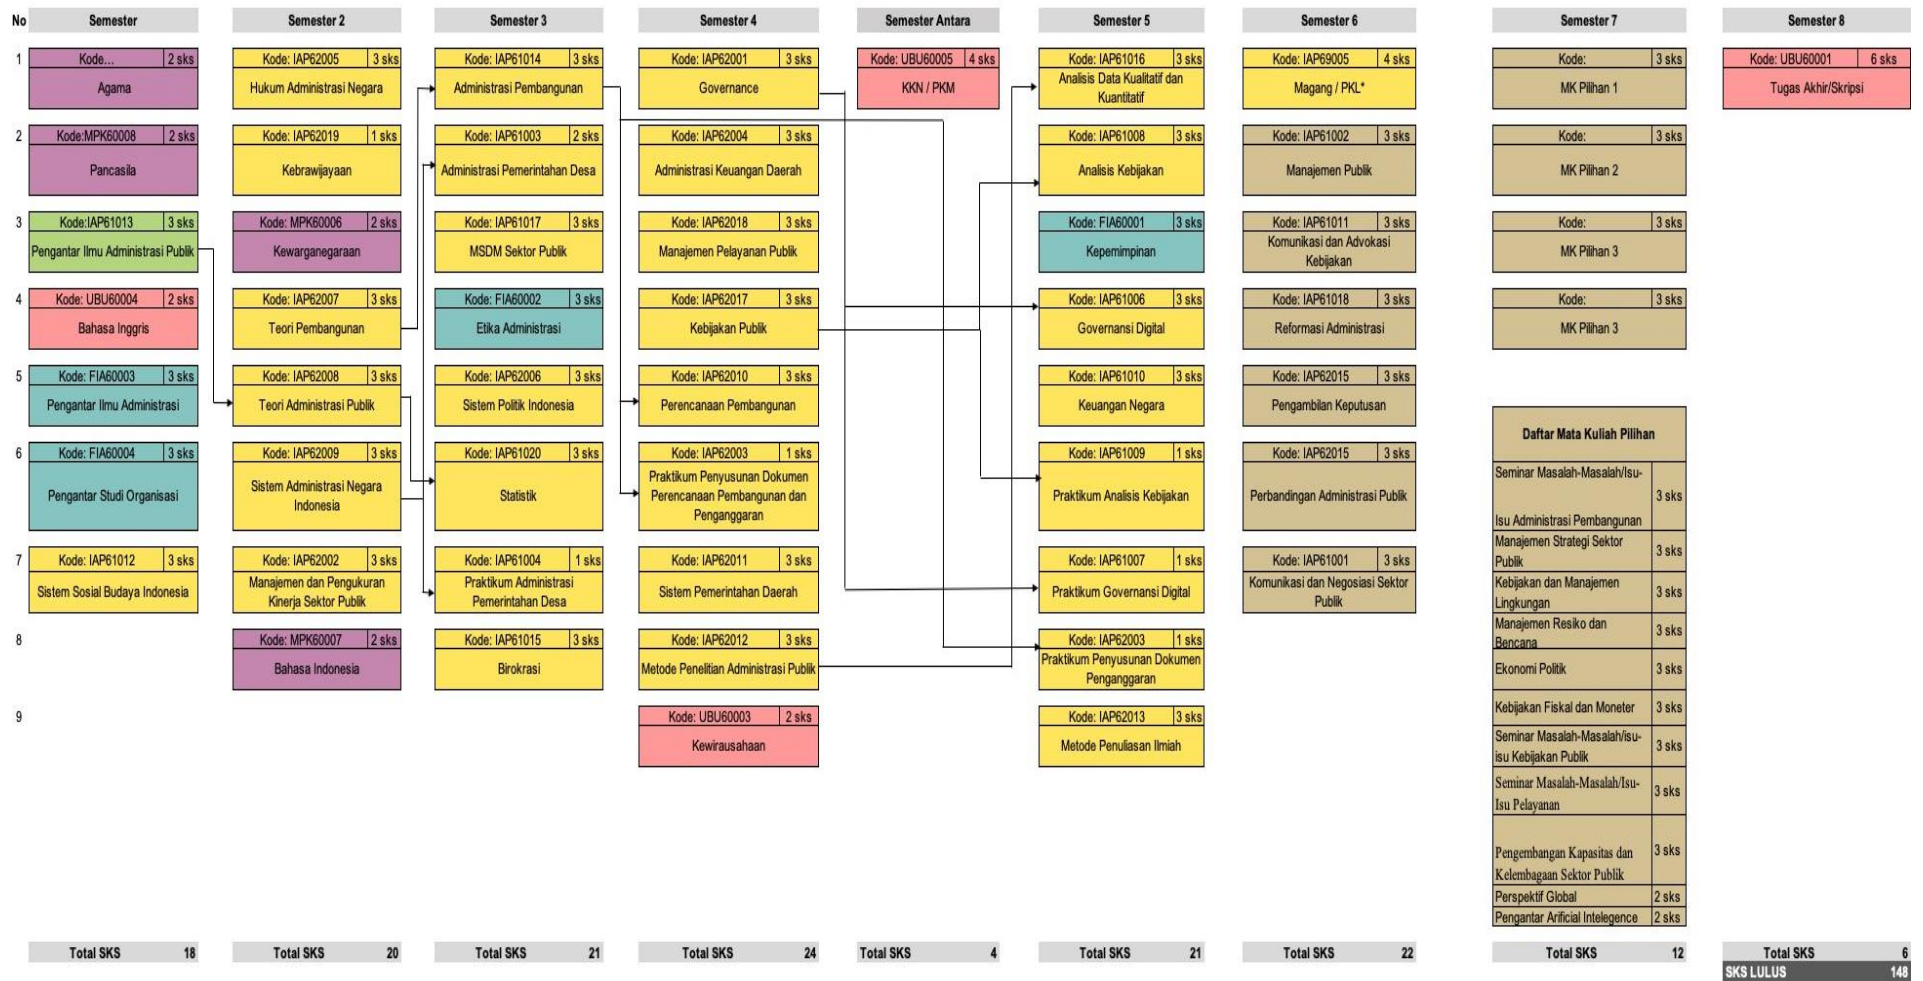 No
Semester
Semester 2
Semester 3
Semester 4
Semester Antara
Semester 5
Semester 6
Semester 7
Semester 8
1
Kode... 2 sks
Agama
Kode: IAP62005 3 sks
Hukum Administrasi Negara
Kode: IAP61014 3 sks
Administrasi Pembangunan
Kode: IAP62001 3 sks
Governance
Kode: UBU60005 4 sks
KKN / PKM
Kode: IAP61016 3 sks
Analisis Data Kualitatif dan
Kuantitatif
Kode: IAP69005 4 sks
Magang / PKL*
Kode: 3 sks
MK Pilihan 1
Kode: UBU60001 6 sks
Tugas Akhir/Skripsi
2
Kode:MPK60008 2 sks
Pancasila
Kode: IAP62019 1 sks
Kebrawijayaan
Kode: IAP61003 2 sks
Administrasi Pemerintahan Desa
Kode: IAP62004 3 sks
Administrasi Keuangan Daerah
Kode: IAP61008 3 sks
Analisis Kebijakan
Kode: IAP61002 3 sks
Manajemen Publik
Kode: 3 sks
MK Pilihan 2
3
Kode:IAP61013 3 sks
Pengantar Ilmu Administrasi Publik
Kode: MPK60006 2 sks
Kewarganegaraan
Kode: IAP61017 3 sks
MSDM Sektor Publik
Kode: IAP62018 3 sks
Manajemen Pelayanan Publik
Kode: FIA60001 3 sks
Kepemimpinan
Kode: IAP61011 3 sks
Komunikasi dan Advokasi
Kebijakan
Kode: 3 sks
MK Pilihan 3
4
Kode: UBU60004 2 sks
Bahasa Inggris
Kode: IAP62007 3 sks
Teori Pembangunan
Kode: FIA60002 3 sks
Etika Administrasi
Kode: IAP62017 3 sks
Kebijakan Publik
Kode: IAP61006 3 sks
Governansi Digital
Kode: IAP61018 3 sks
Reformasi Administrasi
Kode: 3 sks
MK Pilihan 3
5
Kode: FIA60003 3 sks
Pengantar Ilmu Administrasi
Kode: IAP62008 3 sks
Teori Administrasi Publik
Kode: IAP62006 3 sks
Sistem Politik Indonesia
Kode: IAP62010 3 sks
Perencanaan Pembangunan
Kode: IAP61010 3 sks
Keuangan Negara
Kode: IAP62015 3 sks
Pengambilan Keputusan
6
Kode: FIA60004 3 sks
Pengantar Studi Organisasi
Kode: IAP62009 3 sks
Sistem Administrasi Negara
Indonesia
Kode: IAP61020 3 sks
Statistik
Kode: IAP62003 1 sks
Praktikum Penyusunan Dokumen
Perencanaan Pembangunan dan
Penganggaran
Kode: IAP61009 1 sks
Praktikum Analisis Kebijakan
Kode: IAP62015 3 sks
Perbandingan Administrasi Publik
7
Kode: IAP61012 3 sks
Sistem Sosial Budaya Indonesia
Kode: IAP62002 3 sks
Manajemen dan Pengukuran
Kinerja Sektor Publik
Kode: IAP61004 1 sks
Praktikum Administrasi
Pemerintahan Desa
Kode: IAP62011 3 sks
Sistem Pemerintahan Daerah
Kode: IAP61007 1 sks
Praktikum Governansi Digital
Kode: IAP61001 3 sks
Komunikasi dan Negosiasi Sektor
Publik
8
Kode: MPK60007 2 sks
Bahasa Indonesia
Kode: IAP61015 3 sks
Birokrasi
Kode: IAP62012 3 sks
Metode Penelitian Administrasi Publik
Kode: IAP62003 1 sks
Praktikum Penyusunan Dokumen
Penganggaran
9
Kode: UBU60003 2 sks
Kewirausahaan
Kode: IAP62013 3 sks
Metode Penuliasan Ilmiah
Daftar Mata Kuliah Pilihan
Seminar Masalah-Masalah/Isu-
3 sks
Isu Administrasi Pembangunan
Manajemen Strategi Sektor
3 sks
Publik
Kebijakan dan Manajemen
3 sks
Lingkungan
Manajemen Resiko dan
3 sks
Bencana
Ekonomi Politik 3 sks
Kebijakan Fiskal dan Moneter 3 sks
Seminar Masalah-Masalah/isu-
3 sks
isu Kebijakan Publik
Seminar Masalah-Masalah/Isu-
3 sks
Isu Pelayanan
Pengembangan Kapasitas dan
3 sks
Kelembagaan Sektor Publik
Perspektif Global 2 sks
Pengantar Arificial Intelegence 2 sks
Total SKS 18
Total SKS 20
Total SKS 21
Total SKS 24
Total SKS 4
Total SKS 21
Total SKS 22
Total SKS 12
Total SKS 6
SKS LULUS 148